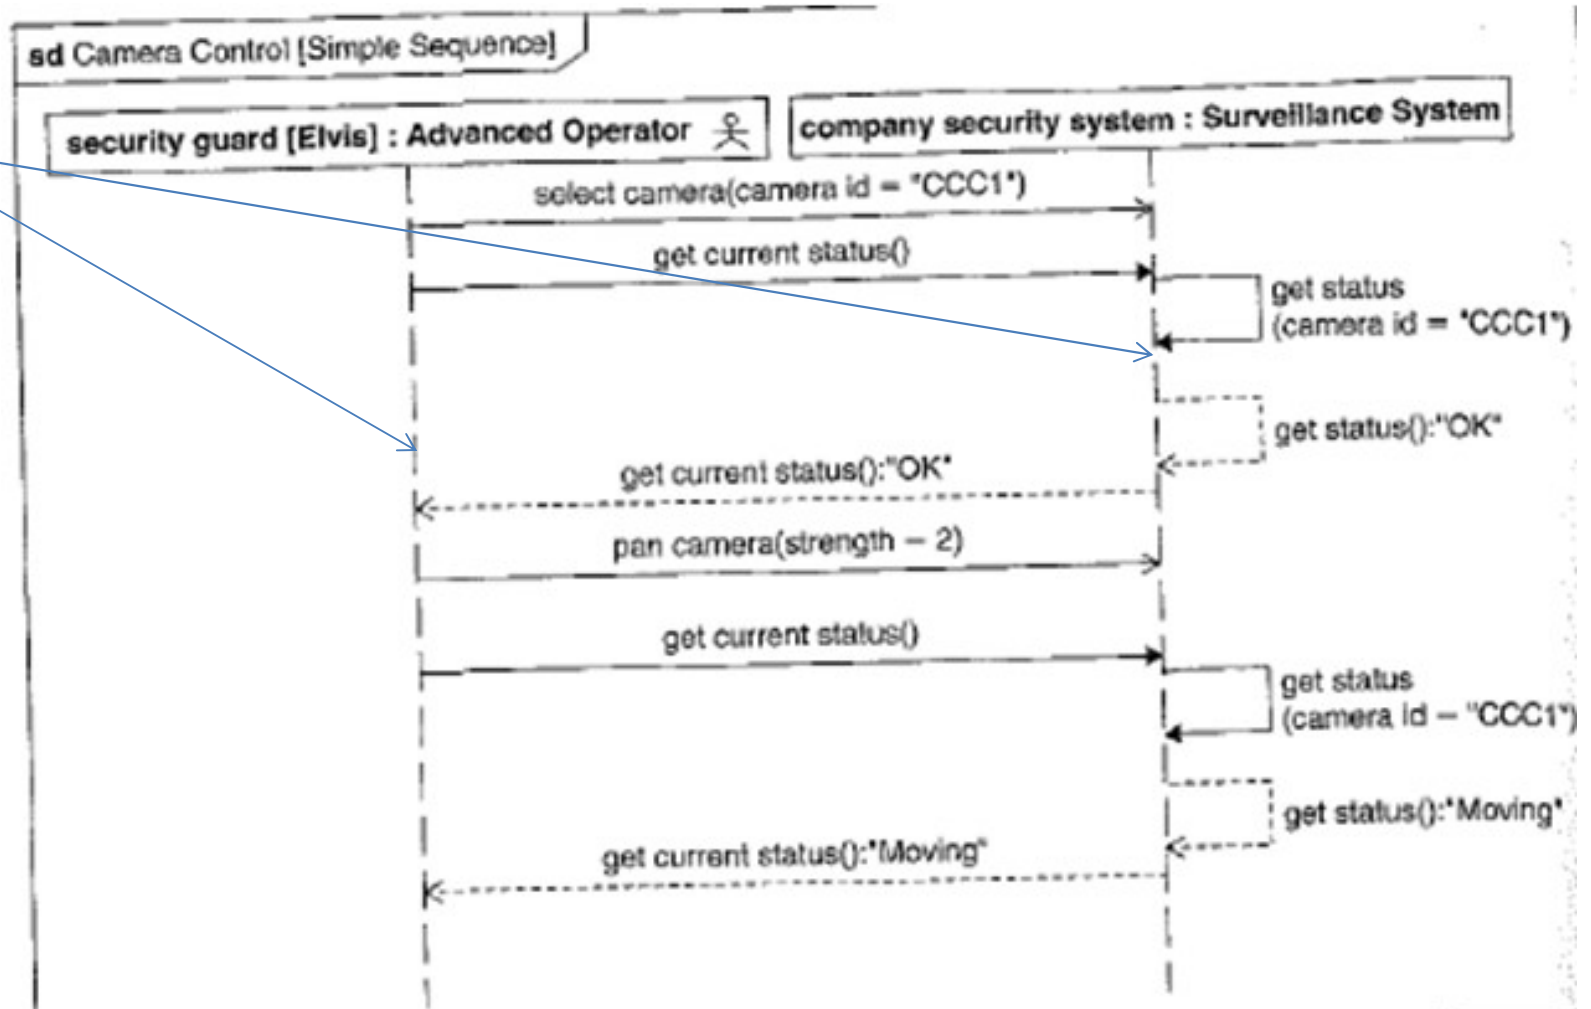 sd Camera Control [Simple Sequence]
security guard [Elvis] : Advanced Operator
company security system : Surveillance System
select camera(camera id = "CCC1")
get current status()
get status
(camera id = "CCC1")
get status():"OK"
get current status():"OK"
pan camera(strength = 2)
get current status()
get status
(camera id = "CCC1")
get status():"Moving"
get current status():"Moving"